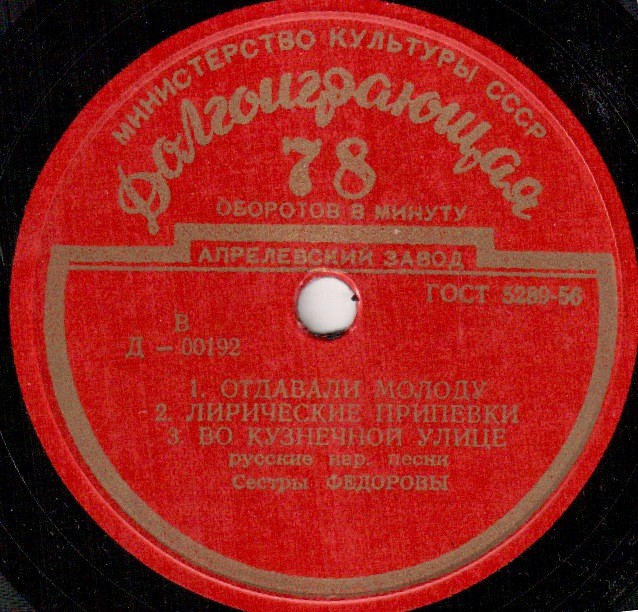 МИНИСТЕРСТВО КУЛЬТУРЫ СССР
Долгоиграющая
78
ОБОРОТОВ В МИНУТУ
АПРЕЛЕВСКИЙ ЗАВОД
ГОСТ 5289-56
В
Д — 00192
1. ОТДАВАЛИ МОЛОДУ
2. ЛИРИЧЕСКИЕ ПРИПЕВКИ
3. ВО КУЗНЕЧНОЙ УЛИЦЕ
русские нар. песни
Сестры ФЕДОРОВЫ